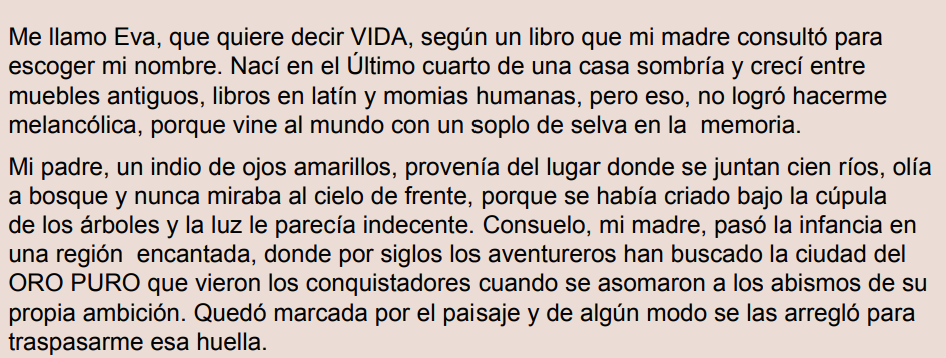 Me llamo Eva, que quiere decir VIDA, según un libro que mi madre consultó para
escoger mi nombre. Nací en el Último cuarto de una casa sombría y crecí entre
muebles antiguos, libros en latín y momias humanas, pero eso, no logró hacerme
melancólica, porque vine al mundo con un soplo de selva en la  memoria.
Mi padre, un indio de ojos amarillos, provenía del lugar donde se juntan cien ríos, olía
a bosque y nunca miraba al cielo de frente, porque se había criado bajo la cúpula
de los árboles y la luz le parecía indecente. Consuelo, mi madre, pasó la infancia en
una región  encantada, donde por siglos los aventureros han buscado la ciudad del
ORO PURO que vieron los conquistadores cuando se asomaron a los abismos de su
propia ambición. Quedó marcada por el paisaje y de algún modo se las arregló para
traspasarme esa huella.